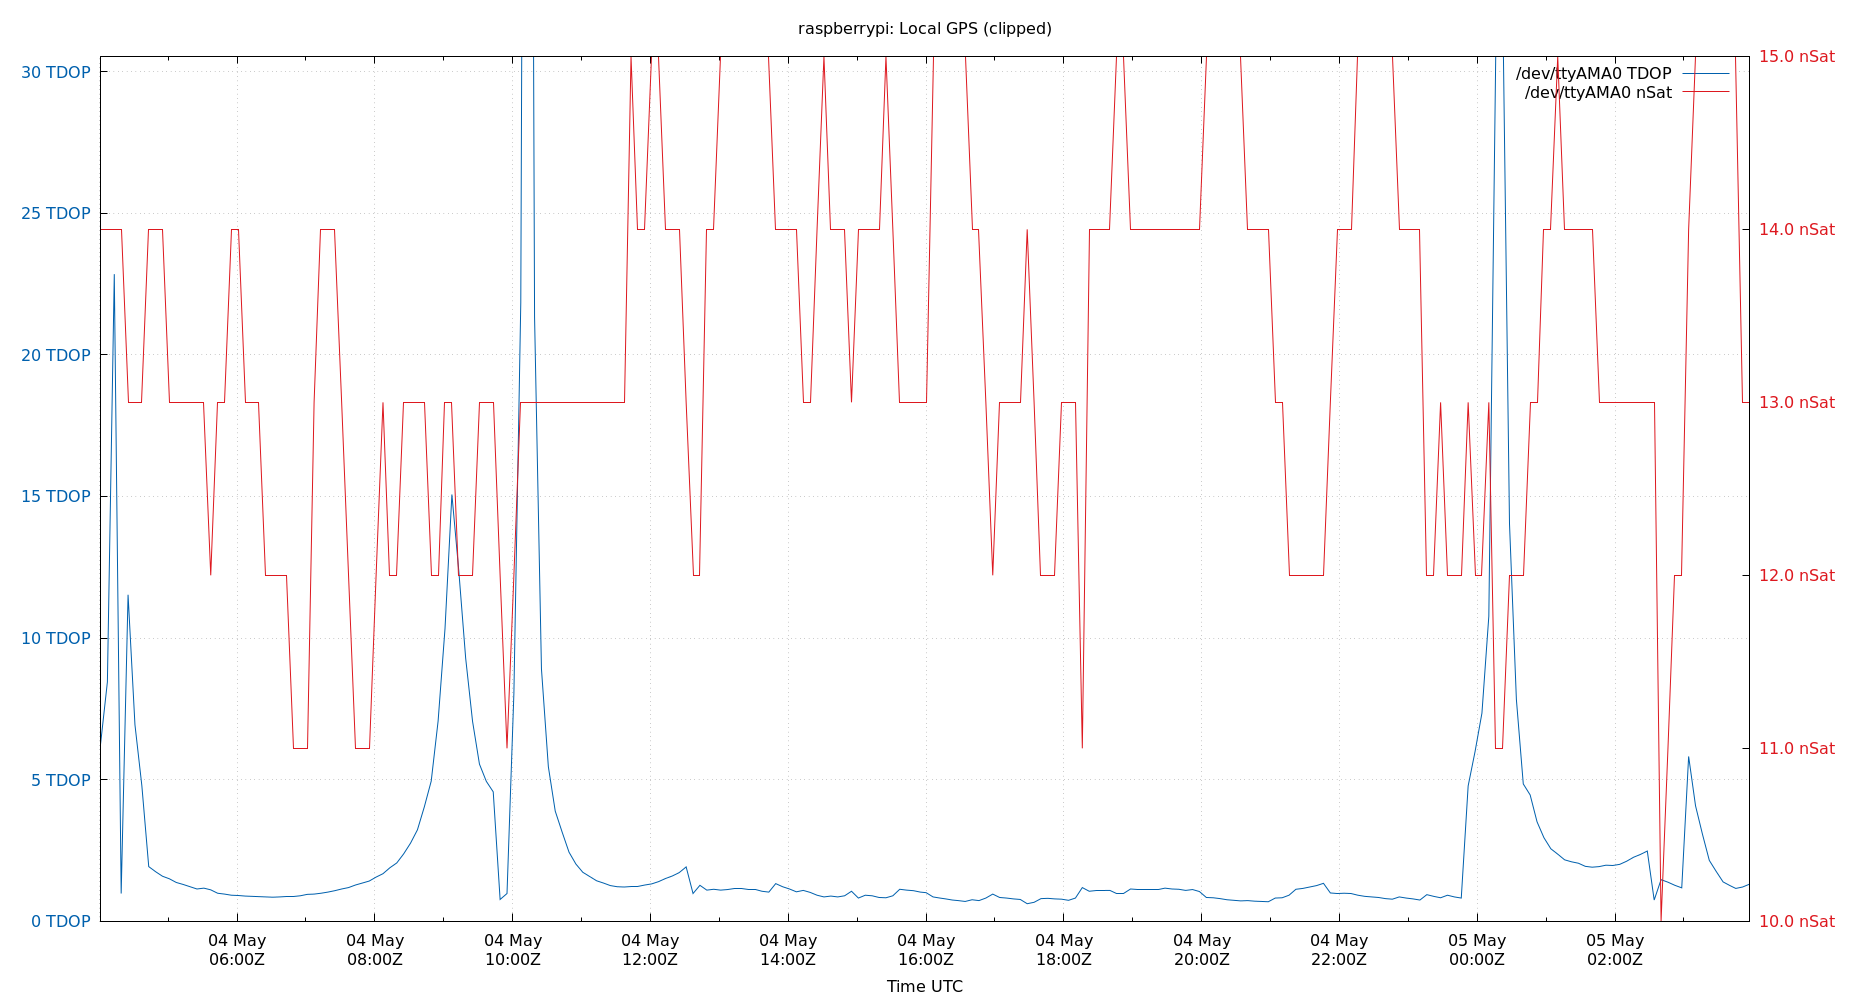 raspberrypi: Local GPS (clipped)
30 TDOP
25 TDOP
20 TDOP
15 TDOP
10 TDOP
5 TDOP
0 TDOP
15.0 nSat
14.0 nSat
13.0 nSat
12.0 nSat
11.0 nSat
10.0 nSat
/dev/ttyAMA0 TDOP
/dev/ttyAMA0 nSat
04 May
06:00Z
04 May
08:00Z
04 May
10:00Z
04 May
12:00Z
04 May
14:00Z
04 May
16:00Z
04 May
18:00Z
04 May
20:00Z
04 May
22:00Z
05 May
00:00Z
05 May
02:00Z
Time UTC